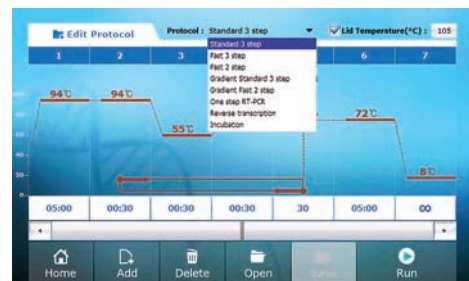 Edit Protocol
Protocol : Standard 3 step
Lid Temperature(°C) : 105
1 2 3 6 7
Standard 3 step
Fast 3 step
Fast 2 step
Gradient Standard 3 step
Gradient Fast 2 step
One step RT-PCR
Reverse transcription
Incubation
94℃ 94℃ 55℃ 72℃ 8℃
40
20
0
05:00 00:30 00:30 00:30 30 05:00 ∞
Home Add Delete Open Save Run